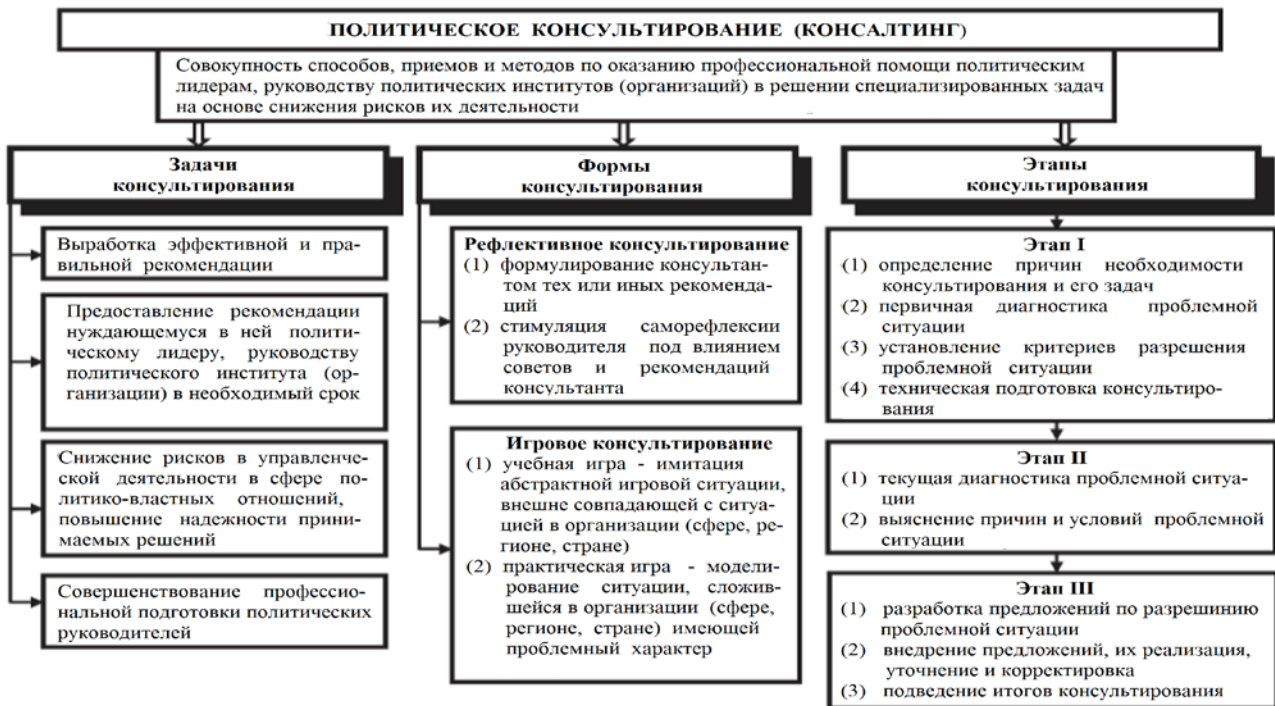 ПОЛИТИЧЕСКОЕ КОНСУЛЬТИРОВАНИЕ (КОНСАЛТИНГ)
Совокупность способов, приемов и методов по оказанию профессиональной помощи политическим
лидерам, руководству политических институтов (организаций) в решении специализированных задач
на основе снижения рисков их деятельности
Задачи
консультирования
Выработка эффективной и пра-
вильной рекомендации
Предоставление рекомендации
нуждающемуся в ней полити-
ческому лидеру, руководству
политического института (ор-
ганизации) в необходимый срок
Снижение рисков в управленче-
ской деятельности в сфере по-
литико-властных отношений,
повышение надежности прини-
маемых решений
Совершенствование професси-
ональной подготовки политических
руководителей
Формы
консультирования
Рефлективное консультирование
(1) формулирование консультан-
том тех или иных рекоменда-
ций
(2) стимуляция саморефлексии
руководителя под влиянием
советов и рекомендаций
консультанта
Игровое консультирование
(1) учебная игра - имитация
абстрактной игровой ситуации,
внешне совпадающей с ситу-
ацией в организации (сфере, ре-
гионе, стране)
(2) практическая игра - модели-
рование ситуации, сложив-
шейся в организации (сфере,
регионе, стране) имеющей
проблемный характер
Этапы
консультирования
Этап I
(1) определение причин необходимости
консультирования и его задач
(2) первичная диагностика проблемной
ситуации
(3) установление критериев разрешения
проблемной ситуации
(4) техническая подготовка консультиро-
вания
Этап II
(1) текущая диагностика проблемной ситуа-
ции
(2) выяснение причин и условий проблемной
ситуации
Этап III
(1) разработка предложений по разрешинию
проблемной ситуации
(2) внедрение предложений, их реализация,
уточнение и корректировка
(3) подведение итогов консультирования